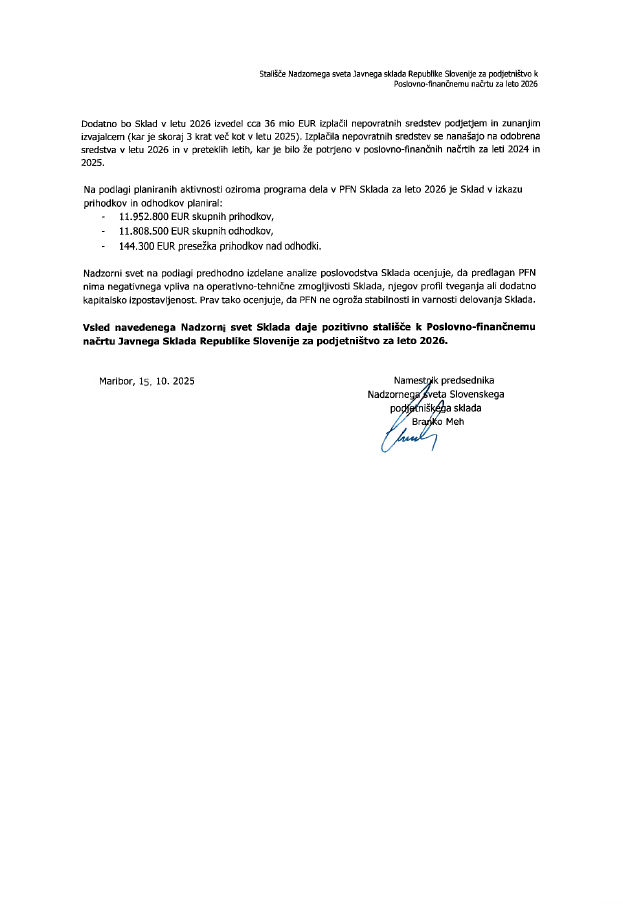 Stališče Nadzornega sveta Javnega sklada Republike Slovenije za podjetništvo k
Poslovno-finančnemu načrtu za leto 2026
Dodatno bo Sklad v letu 2026 izvedel cca 36 mio EUR izplačil nepovratnih sredstev podjetjem in zunanjim
izvajalcem (kar je skoraj 3 krat več kot v letu 2025). Izplačila nepovratnih sredstev se nanašajo na odobrena
sredstva v letu 2026 in v preteklih letih, kar je bilo že potrjeno v poslovno-finančnih načrtih za leti 2024 in
2025.
Na podlagi planiranih aktivnosti oziroma programa dela v PFN Sklada za leto 2026 je Sklad v izkazu
prihodkov in odhodkov planiral:
- 11.952.800 EUR skupnih prihodkov,
- 11.808.500 EUR skupnih odhodkov,
- 144.300 EUR presežka prihodkov nad odhodki.
Nadzorni svet na podlagi predhodno izdelane analize poslovodstva Sklada ocenjuje, da predlagan PFN
nima negativnega vpliva na operativno-tehnične zmogljivosti Sklada, njegov profil tveganja ali dodatno
kapitalsko izpostavljenost. Prav tako ocenjuje, da PFN ne ogroža stabilnosti in varnosti delovanja Sklada.
Vsled navedenega Nadzorni svet Sklada daje pozitivno stališče k Poslovno-finančnemu
načrtu Javnega Sklada Republike Slovenije za podjetništvo za leto 2026.
Maribor, 15. 10. 2025
Namestnik predsednika
Nadzornega sveta Slovenskega
podjetniškega sklada
Branko Meh